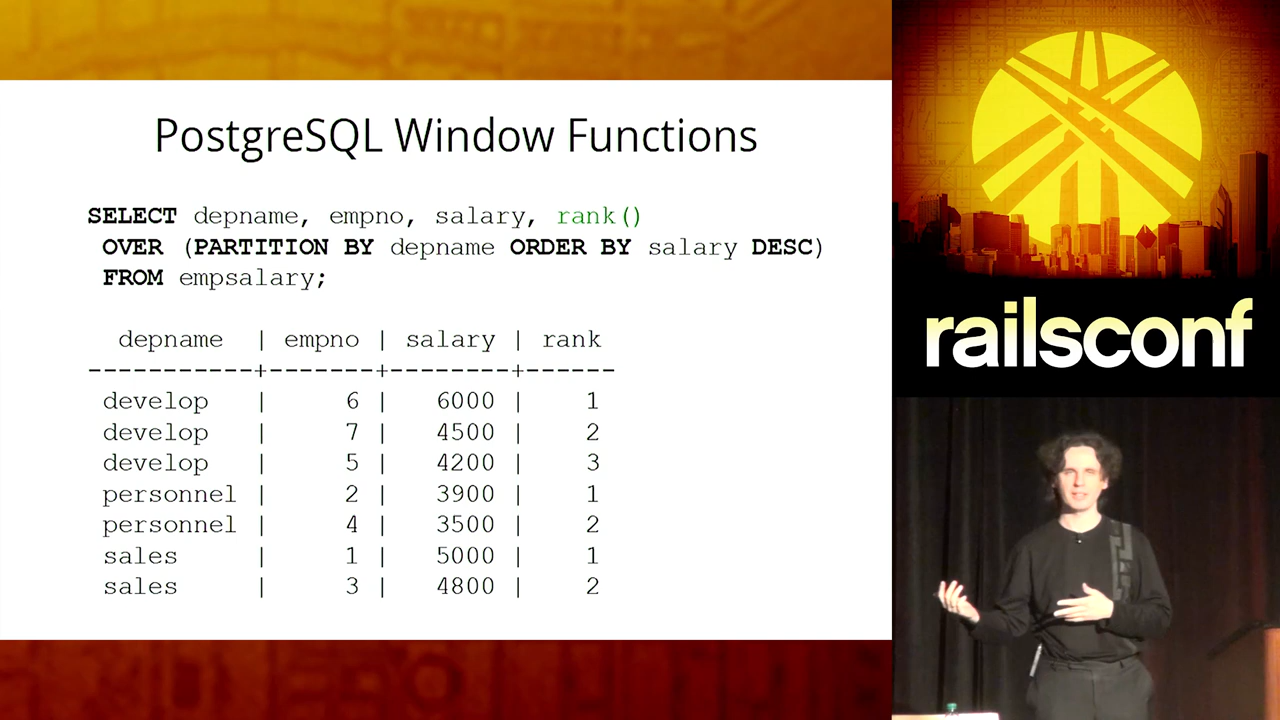 PostgreSQL Window Functions
SELECT depname, empno, salary, rank()
OVER (PARTITION BY depname ORDER BY salary DESC)
FROM empsalary;
depname | empno | salary | rank
-----------+-------+--------+------
develop | 6 | 6000 | 1
develop | 7 | 4500 | 2
develop | 5 | 4200 | 3
personnel | 2 | 3900 | 1
personnel | 4 | 3500 | 2
sales | 1 | 5000 | 1
sales | 3 | 4800 | 2
railsconf